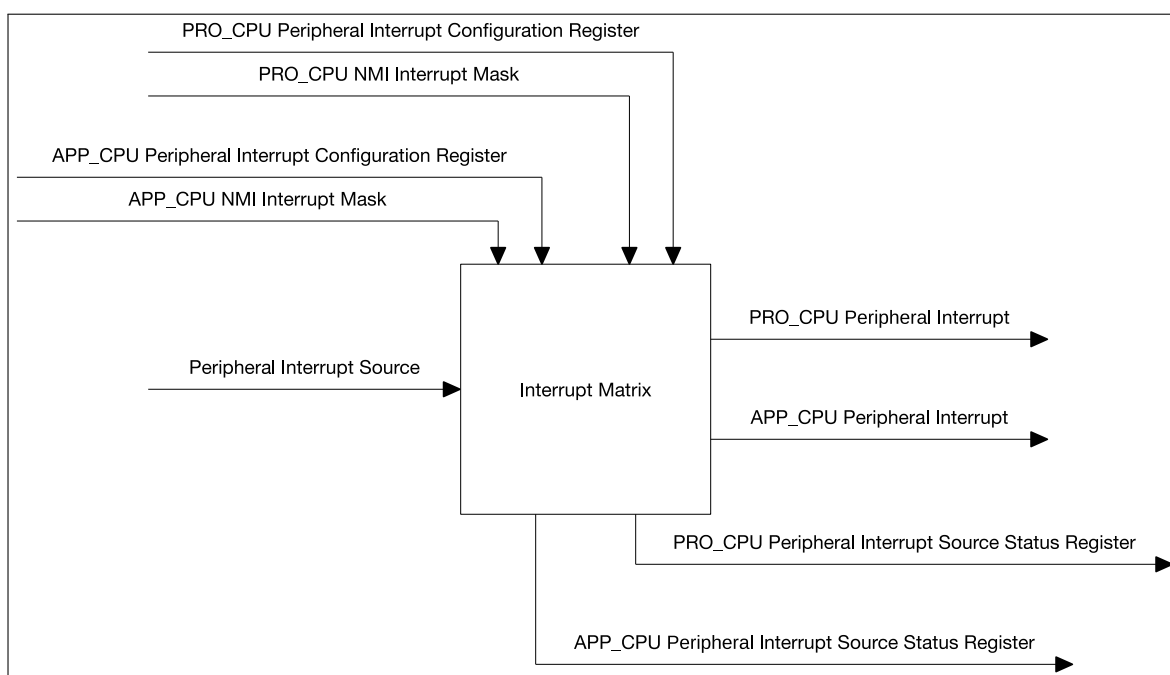 PRO_CPU Peripheral Interrupt Configuration Register
PRO_CPU NMI Interrupt Mask
APP_CPU Peripheral Interrupt Configuration Register
APP_CPU NMI Interrupt Mask
PRO_CPU Peripheral Interrupt
Peripheral Interrupt Source
Interrupt Matrix
APP_CPU Peripheral Interrupt
PRO_CPU Peripheral Interrupt Source Status Register
APP_CPU Peripheral Interrupt Source Status Register